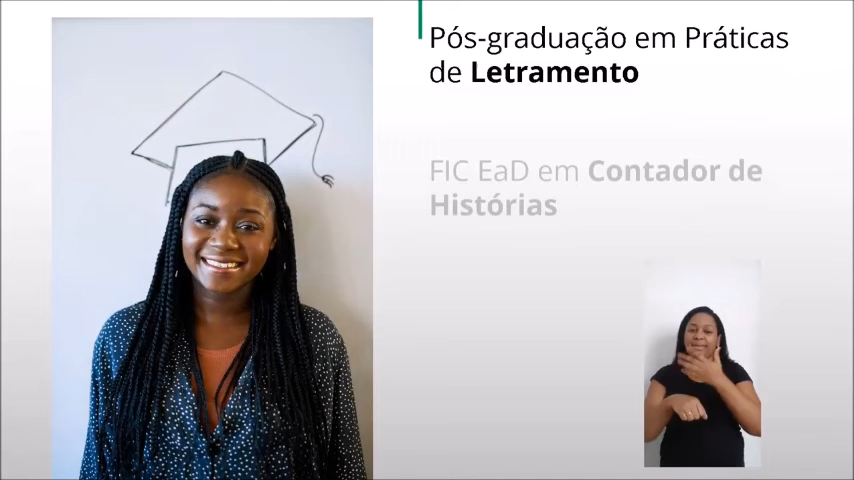 Pós-graduação em Práticas
de Letramento
FIC EaD em Contador de
Histórias